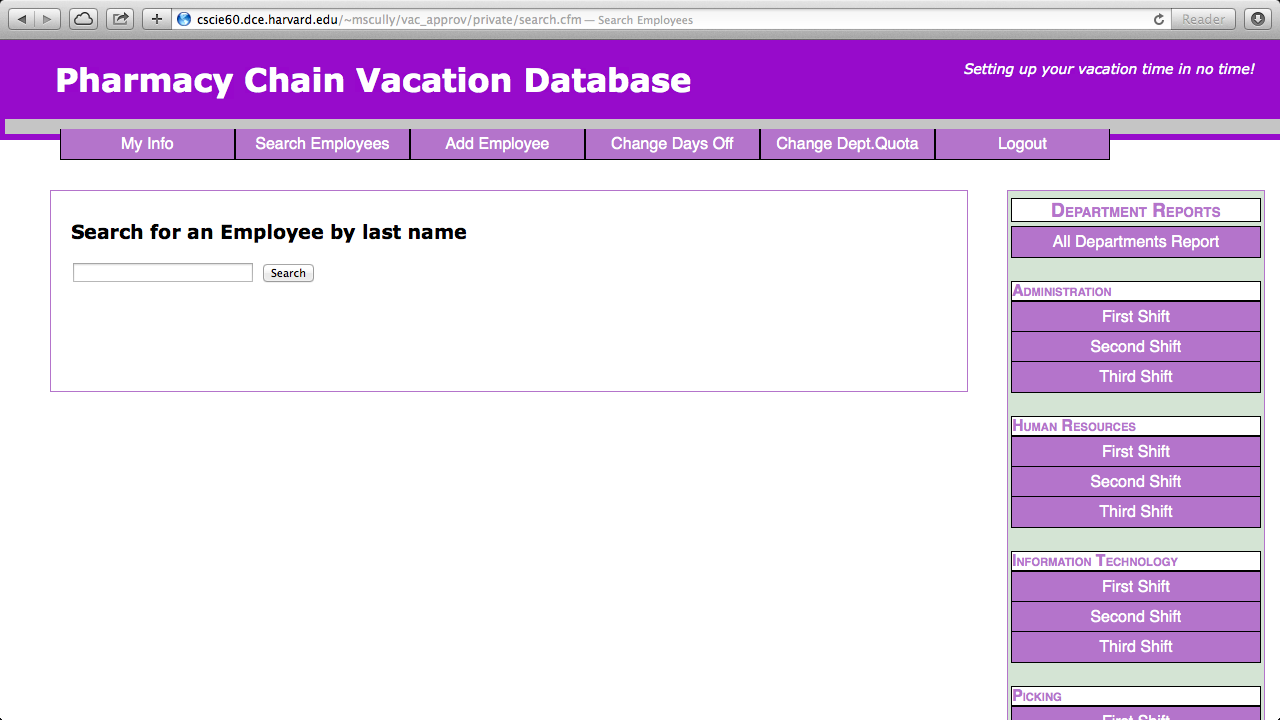 cscie60.dce.harvard.edu/~mscully/vac_approv/private/search.cfm — Search Employees
Reader
Pharmacy Chain Vacation Database
Setting up your vacation time in no time!
My Info
Search Employees
Add Employee
Change Days Off
Change Dept.Quota
Logout
Search for an Employee by last name
Search
Department Reports
All Departments Report
Administration
First Shift
Second Shift
Third Shift
Human Resources
First Shift
Second Shift
Third Shift
Information Technology
First Shift
Second Shift
Third Shift
Picking
First Shift